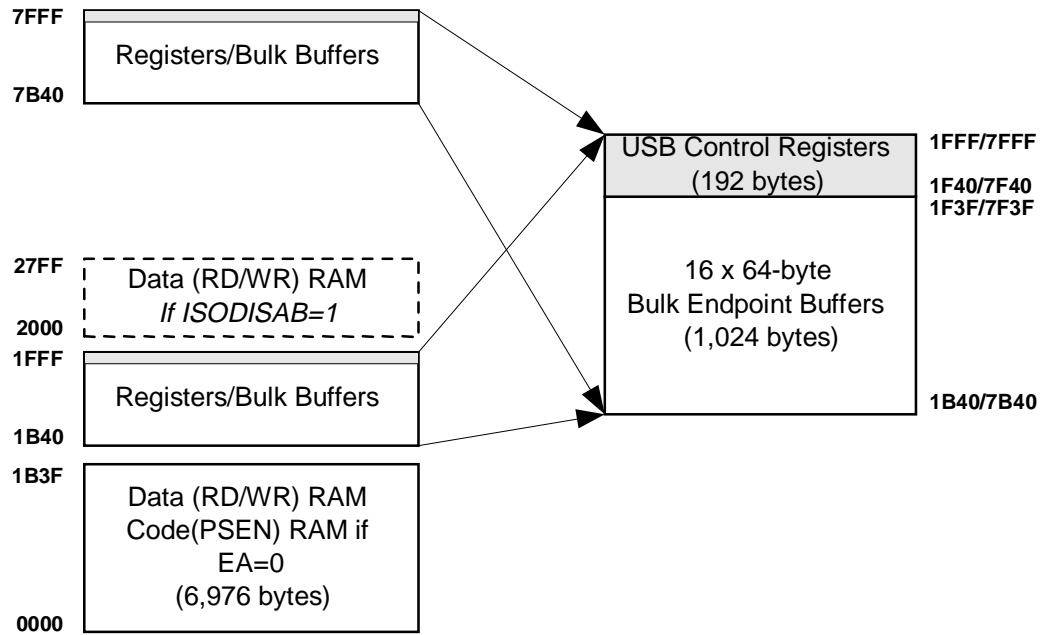 7FFF
Registers/Bulk Buffers
7B40
USB Control Registers
(192 bytes)
1FFF/7FFF
1F40/7F40
1F3F/7F3F
16 x 64-byte
Bulk Endpoint Buffers
(1,024 bytes)
1B40/7B40
27FF
Data (RD/WR) RAM
If ISODISAB=1
2000
1FFF
Registers/Bulk Buffers
1B40
1B3F
Data (RD/WR) RAM
Code(PSEN) RAM if
EA=0
(6,976 bytes)
0000